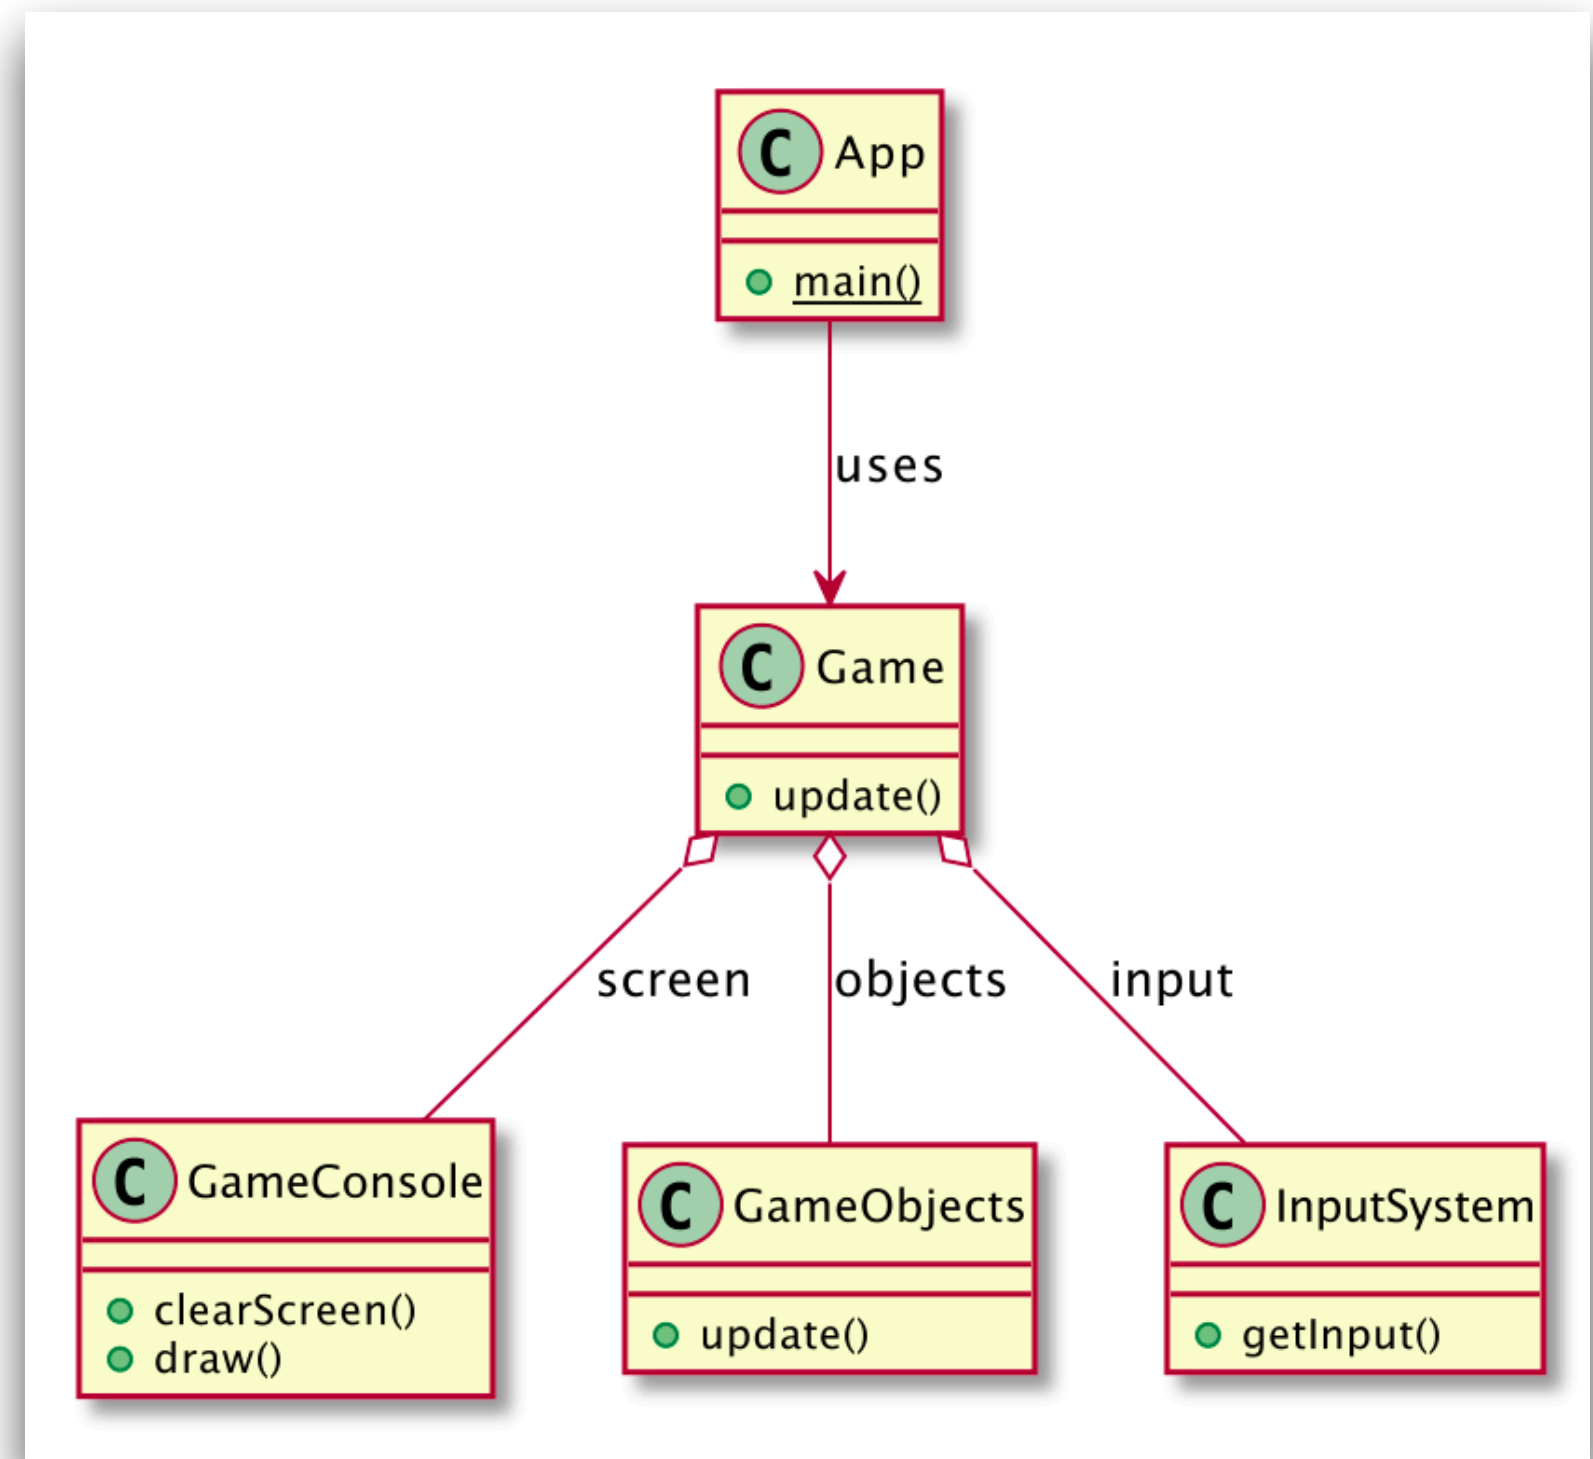 C App
main()
uses
C Game
update()
screen objects input
C GameConsole
clearScreen()
draw()
C GameObjects
update()
C InputSystem
getInput()